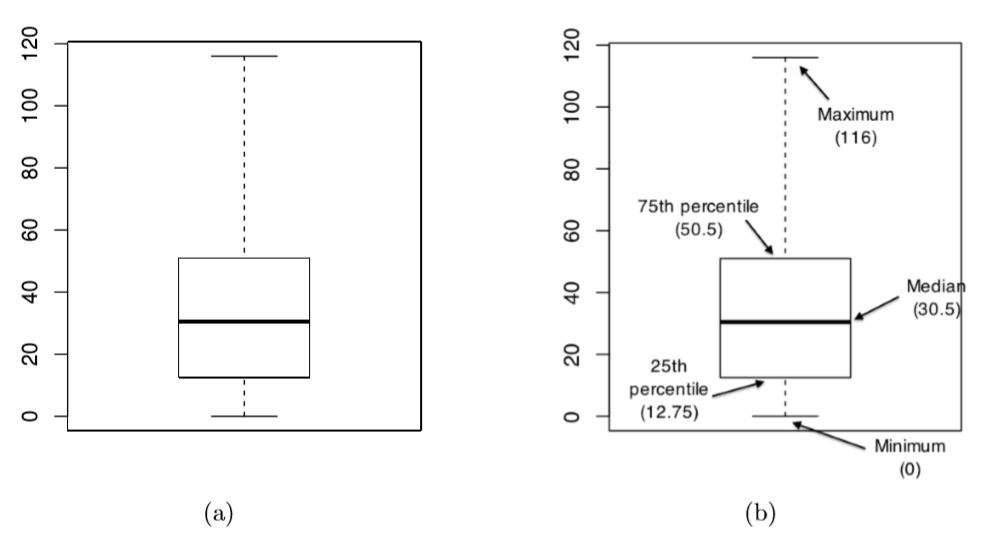 120
100
80
60
40
20
0
(a)
120
100
80
60
40
20
0
Maximum
(116)
75th percentile
(50.5)
Median
(30.5)
25th
percentile
(12.75)
Minimum
(0)
(b)